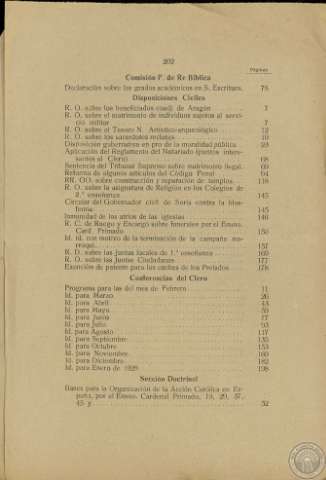 202
Páginas
Comisión P. de Re Bíblica
Declaración sobre los grados académicos en S. Escritura. 78
Disposiciones Civiles
R. O. sobre los beneficiados coadj. de Aragón 7
R. O. sobre el matrimonio de individuos sujetos al servicio militar 7
R. O. sobre el Tesoro N. Artístico-arqueológico 12
R. O. sobre los sacerdotes reclutas 10
Disposición gubernativa en pro de la moralidad pública 23
Aplicación del Reglamento del Notariado (puntos interesantes al Clero) 68
Sentencia del Tribunal Supremo sobre matrimonio ilegal. 69
Reforma de algunos artículos del Código Penal 94
RR. OO. sobre construcción y reparación de templos. 118
R. O. sobre la asignatura de Religión en los Colegios de 2.ª enseñanza 145
Circular del Gobernador civil de Soria contra la blasfemia 145
Inmunidad de los atrios de las iglesias 146
R. C. de Ruego y Encargo sobre funerales por el Emmo. Card. Primado 150
Id. id. con motivo de la terminación de la campaña marroquí 151
R. D. sobre las juntas locales de 1.ª enseñanza 169
R. O. sobre las Juntas Ciudadanas 177
Exención de patente para los coches de los Prelados 178
Conferencias del Clero
Programa para las del mes de Febrero 11
Id. para Marzo 26
Id. para Abril 43
Id. para Mayo 59
Id. para Junio 77
Id. para Julio 93
Id. para Agosto 117
Id. para Septiembre 135
Id. para Octubre 153
Id. para Noviembre 160
Id. para Diciembre 182
Id. para Enero de 1929 198
Sección Doctrinal
Bases para la Organización de la Acción Católica en España, por el Emmo. Cardenal Primado, 19, 29, 37, 45 y 52